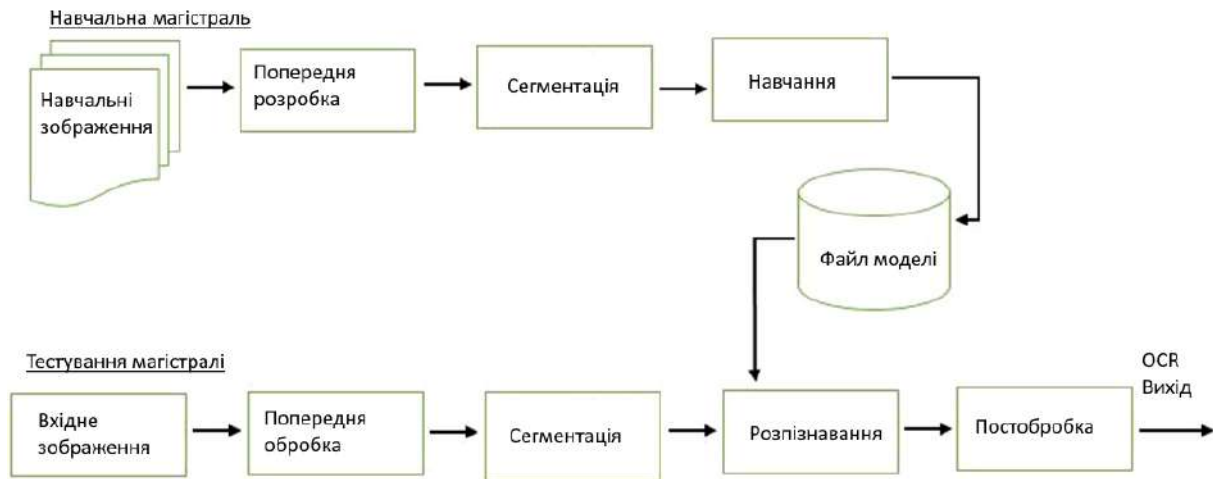 Навчальна магістраль
Навчальні
зображення
Попередня
розробка
Сегментація
Навчання
Файл моделі
Тестування магістралі
Вхідне
зображення
Попередня
обробка
Сегментація
Розпізнавання
Постобробка
OCR
Вихід